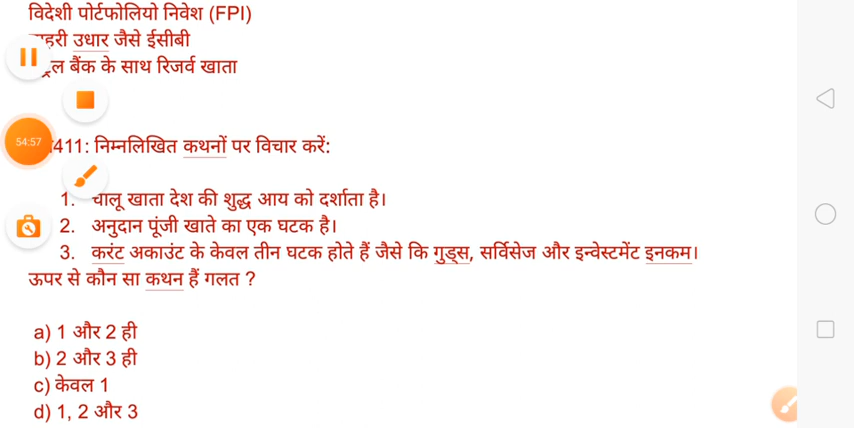 विदेशी पोर्टफोलियो निवेश (FPI)
उधार जैसे ईसीबी
बैंक के साथ रिजर्व खाता
54:57
411: निम्नलिखित कथनों पर विचार करें:
1. चालू खाता देश की शुद्ध आय को दर्शाता है।
2. अनुदान पूंजी खाते का एक घटक है।
3. करंट अकाउंट के केवल तीन घटक होते हैं जैसे कि गुड्स, सर्विसेज और इन्वेस्टमेंट इनकम।
ऊपर से कौन सा कथन हैं गलत ?
a) 1 और 2 ही
b) 2 और 3 ही
c) केवल 1
d) 1, 2 और 3